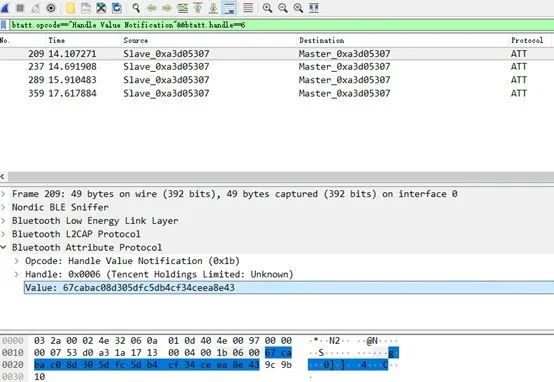 btatt.opcode=="Handle Value Notification"&&btatt.handle==6
No. Time Source Destination Protocol
209 14.107271 Slave_0xa3d05307 Master_0xa3d05307 ATT
237 14.691908 Slave_0xa3d05307 Master_0xa3d05307 ATT
289 15.910483 Slave_0xa3d05307 Master_0xa3d05307 ATT
359 17.617884 Slave_0xa3d05307 Master_0xa3d05307 ATT
Frame 209: 49 bytes on wire (392 bits), 49 bytes captured (392 bits) on interface 0
Nordic BLE Sniffer
Bluetooth Low Energy Link Layer
Bluetooth L2CAP Protocol
Bluetooth Attribute Protocol
Opcode: Handle Value Notification (0x1b)
Handle: 0x0006 (Tencent Holdings Limited: Unknown)
Value: 67cabac08d305dfc5db4cf34ceea8e43
0000 03 2a 00 02 4e 32 06 0a 01 0d 40 4e 00 97 00 00 ·*··N2·· ··@N····
0010 00 07 53 d0 a3 1a 17 13 00 04 00 1b 06 00 67 ca
0020 ba c0 8d 30 5d fc 5d b4 cf 34 ce ea 8e 43 9c 9b
10